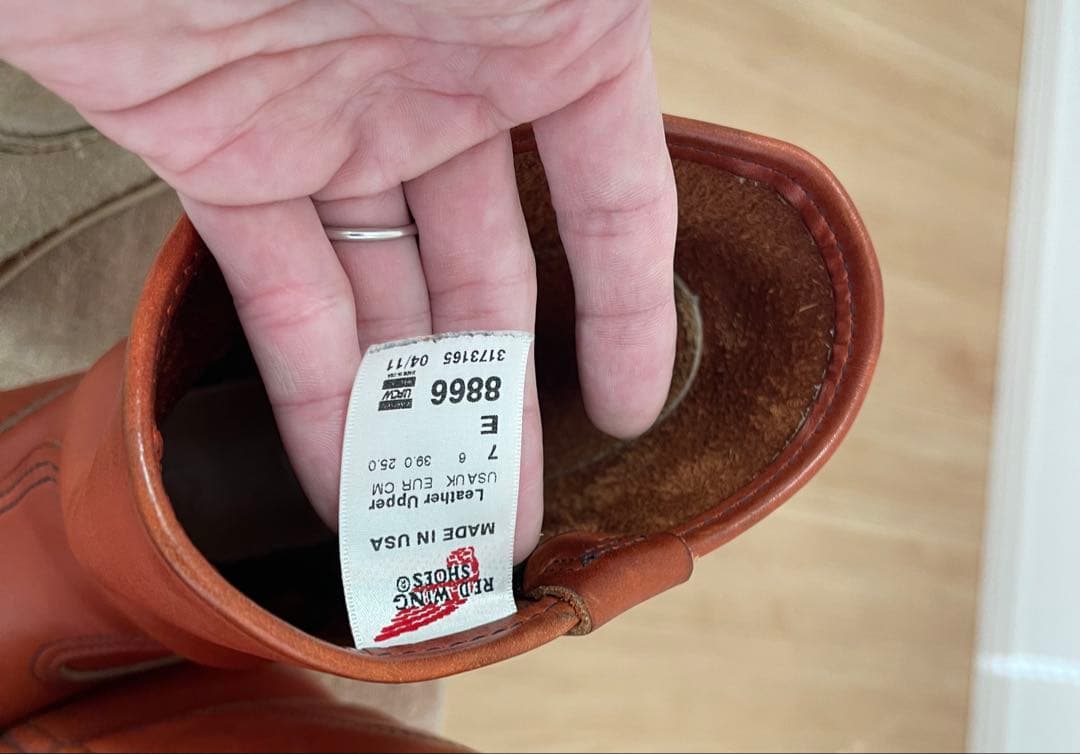 RED WING
SHOES®
MADE IN USA
Leather Upper
USA UK EUR CM
7 6 39.0 25.0
E
8866
UFCW
3173165 04/11